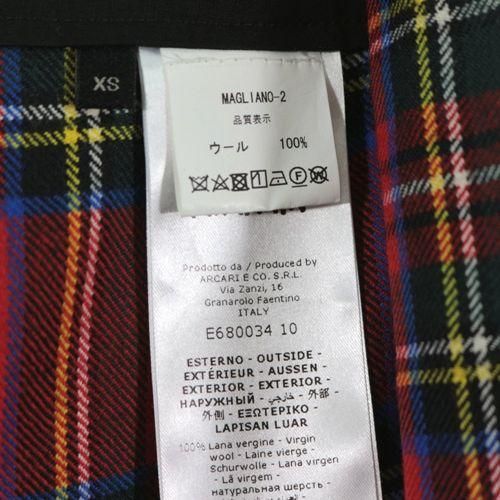 XS
MAGLIANO-2
品質表示
ウール 100%
Prodotto da / Produced by
ARCARI E CO. S.R.L.
Via Zanzi, 16
Granarolo Faentino
ITALY
E680034 10
ESTERNO - OUTSIDE -
EXTÉRIEUR - AUSSEN -
EXTERIOR - EXTERIOR -
НАРУЖНЫЙ - خارجي - 外部 -
外側 - ΕΞΩΤΕΡΙΚΟ -
LAPISAN LUAR
100% Lana vergine - Virgin
wool - Laine vierge -
Schurwolle - Lana virgen -
Lã virgem -
натуральная шерсть -